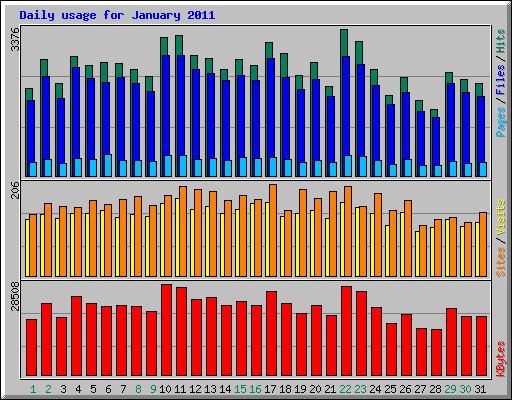 Daily usage for January 2011
3376
Pages / Files / Hits
206
Sites / Visits
28508
KBytes
1 2 3 4 5 6 7 8 9 10 11 12 13 14 15 16 17 18 19 20 21 22 23 24 25 26 27 28 29 30 31